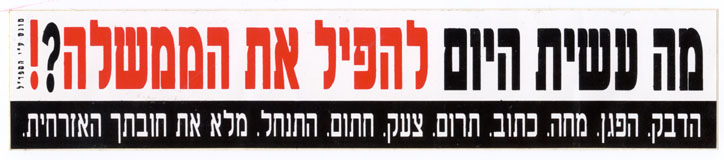 מה עשית היום להפיל את הממשלה?!
הדבק. הפגן. מחה. כתוב. תרום. צעק. חתום. התנחל. מלא את חובתך האזרחית.